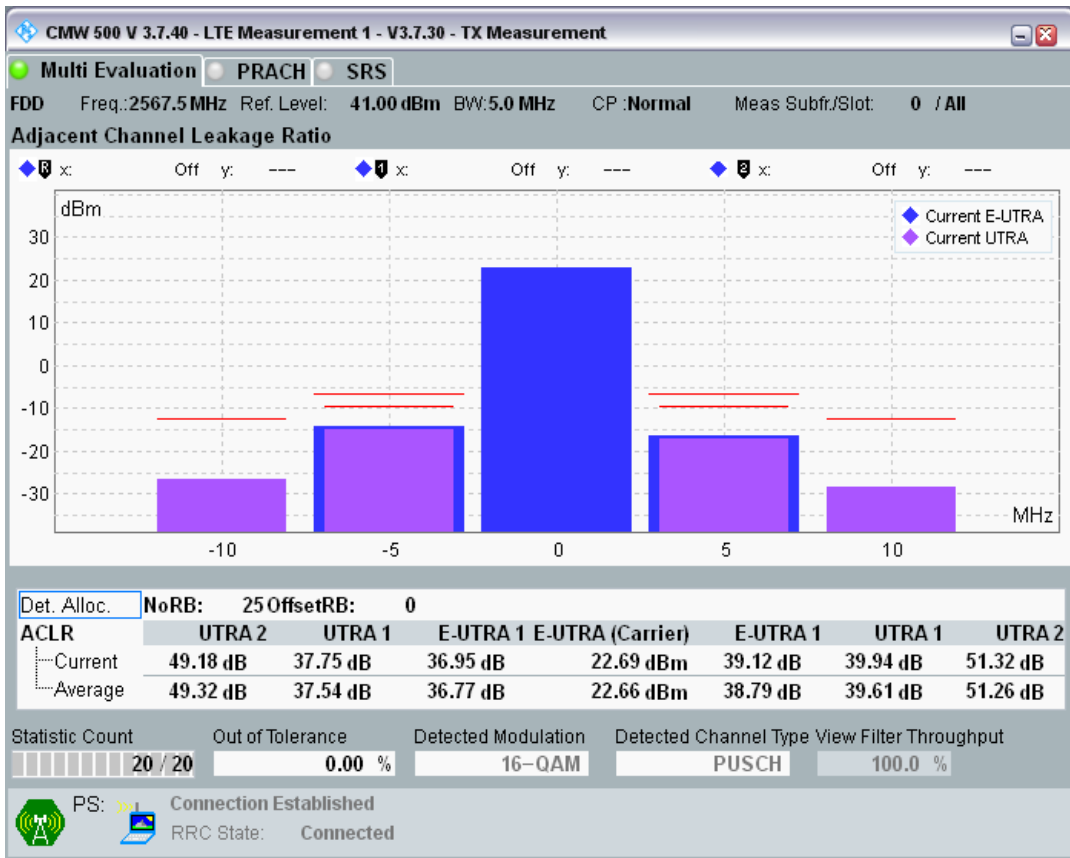 CMW 500 V 3.7.40 - LTE Measurement 1 - V3.7.30 - TX Measurement
Multi Evaluation PRACH SRS
FDD Freq.:2567.5 MHz Ref. Level: 41.00 dBm BW:5.0 MHz CP :Normal Meas Subfr./Slot: 0 / All
Adjacent Channel Leakage Ratio
R x: Off y: --- 1 x: Off y: --- 2 x: Off y: ---
dBm
Current E-UTRA
Current UTRA
30
20
10
0
-10
-20
-30
MHz
-10 -5 0 5 10
Det. Alloc. NoRB: 25 OffsetRB: 0
ACLR UTRA 2 UTRA 1 E-UTRA 1 E-UTRA (Carrier) E-UTRA 1 UTRA 1 UTRA 2
Current 49.18 dB 37.75 dB 36.95 dB 22.69 dBm 39.12 dB 39.94 dB 51.32 dB
Average 49.32 dB 37.54 dB 36.77 dB 22.66 dBm 38.79 dB 39.61 dB 51.26 dB
Statistic Count Out of Tolerance Detected Modulation Detected Channel Type View Filter Throughput
20 / 20 0.00 % 16-QAM PUSCH 100.0 %
PS: Connection Established
RRC State: Connected